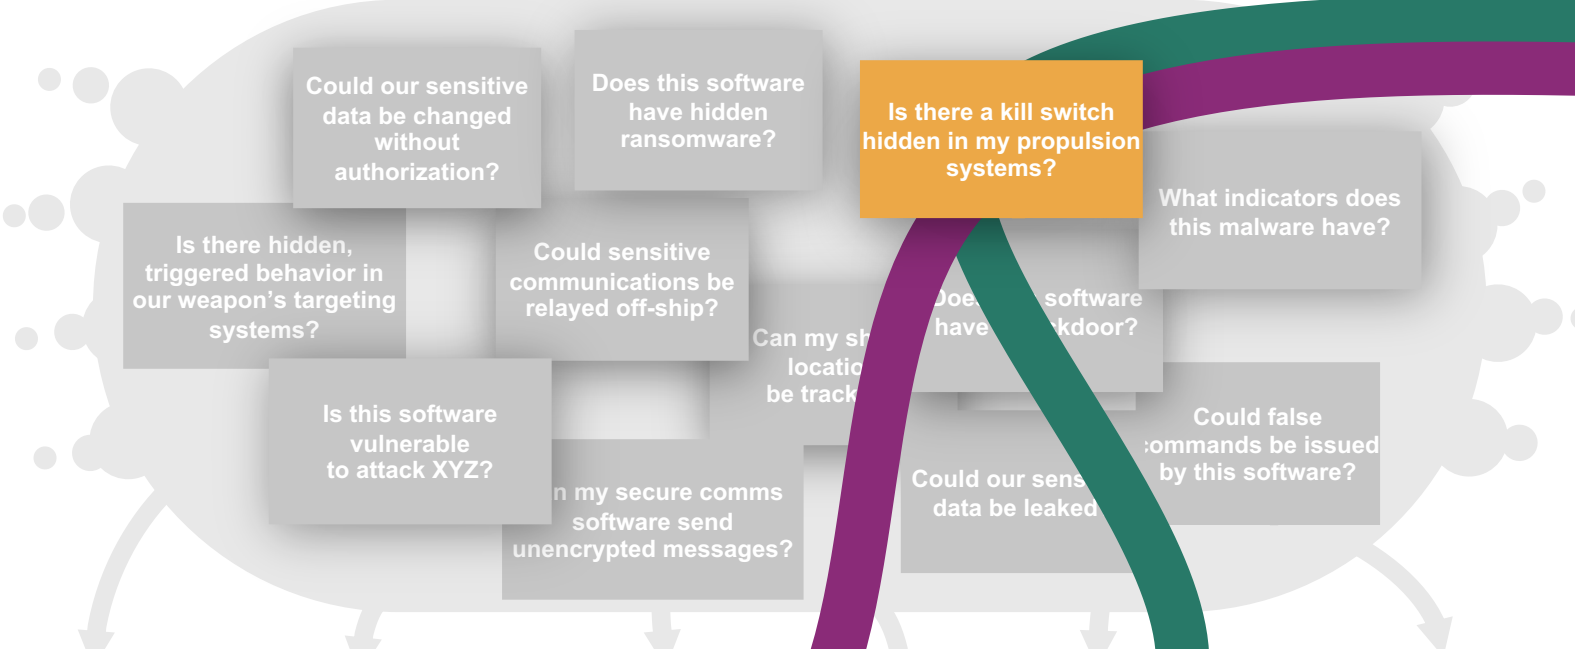 Could our sensitive
data be changed
without
authorization?
Does this software
have hidden
ransomware?
Is there a kill switch
hidden in my propulsion
systems?
What indicators does
this malware have?
Is there hidden,
triggered behavior in
our weapon's targeting
systems?
Could sensitive
communications be
relayed off-ship?
software
have
Can my
be
Is this software
vulnerable
to attack XYZ?
my secure comms
software send
unencrypted messages?
Could our
data be leaked
Could false
commands be issued
by this software?